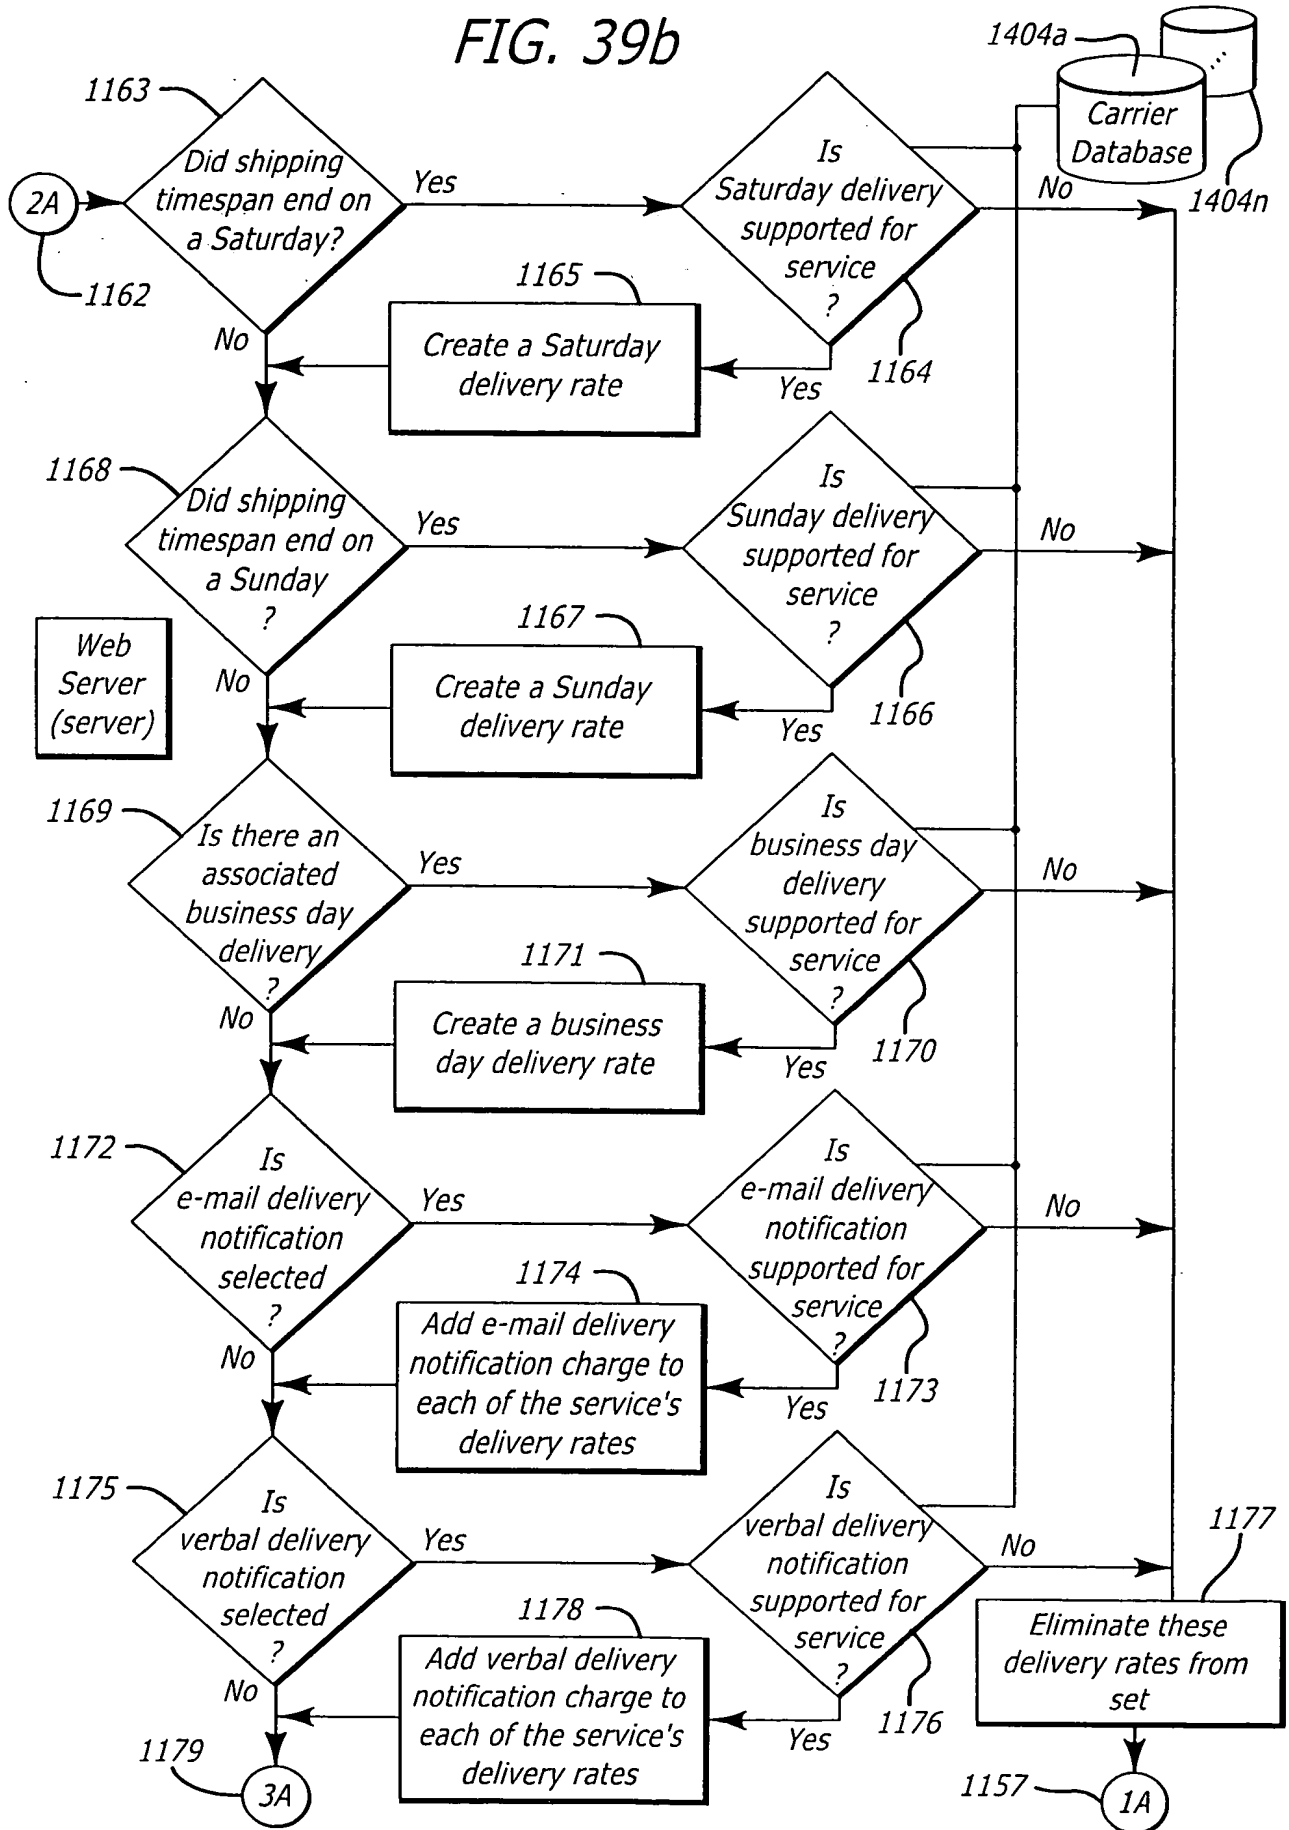 FIG. 39b
1404a
Carrier
Database
1404n
1163
Did shipping
timespan end on
a Saturday?
2A
1162
Yes
No
Is
Saturday delivery
supported for
service
?
No
Yes
1164
1165
Create a Saturday
delivery rate
1168
Did shipping
timespan end on
a Sunday
?
Yes
No
Is
Sunday delivery
supported for
service
?
No
Yes
1166
1167
Create a Sunday
delivery rate
Web
Server
(server)
1169
Is there an
associated
business day
delivery
?
Yes
No
Is
business day
delivery
supported for
service
?
No
Yes
1170
1171
Create a business
day delivery rate
1172
Is
e-mail delivery
notification
selected
?
Yes
No
Is
e-mail delivery
notification
supported for
service
?
No
Yes
1173
1174
Add e-mail delivery
notification charge to
each of the service's
delivery rates
1175
Is
verbal delivery
notification
selected
?
Yes
No
Is
verbal delivery
notification
supported for
service
?
No
Yes
1176
1178
Add verbal delivery
notification charge to
each of the service's
delivery rates
1177
Eliminate these
delivery rates from
set
1179
3A
1157
1A